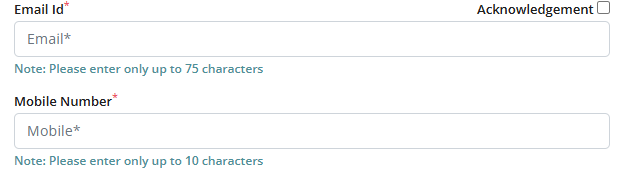 Email Id* Acknowledgement
Email*
Note: Please enter only up to 75 characters
Mobile Number*
Mobile*
Note: Please enter only up to 10 characters